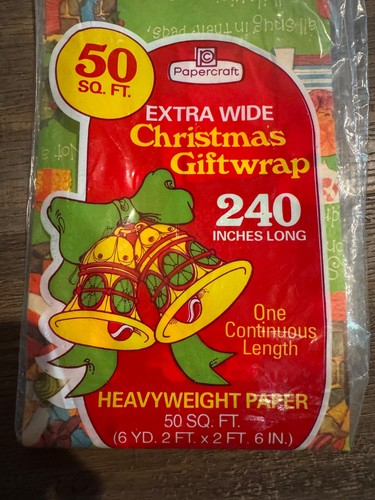 50
SQ. FT.
Papercraft
EXTRA WIDE
Christmas
Giftwrap
240
INCHES LONG
One
Continuous
Length
HEAVYWEIGHT PAPER
50 SQ. FT.
(6 YD. 2 FT. x 2 FT. 6 IN.)